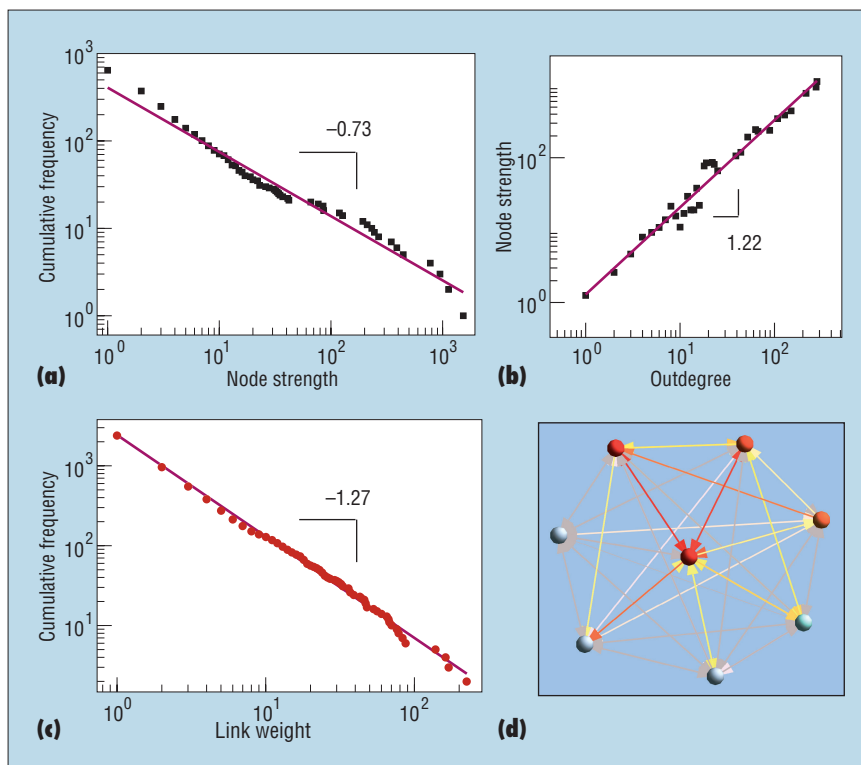 (a)
Cumulative frequency
10^3
10^2
10^1
10^0
−0.73
10^0 10^1 10^2 10^3
Node strength
(b)
Node strength
10^2
10^0
1.22
10^0 10^1 10^2
Outdegree
(c)
Cumulative frequency
10^3
10^2
10^1
−1.27
10^0 10^1 10^2
Link weight
(d)